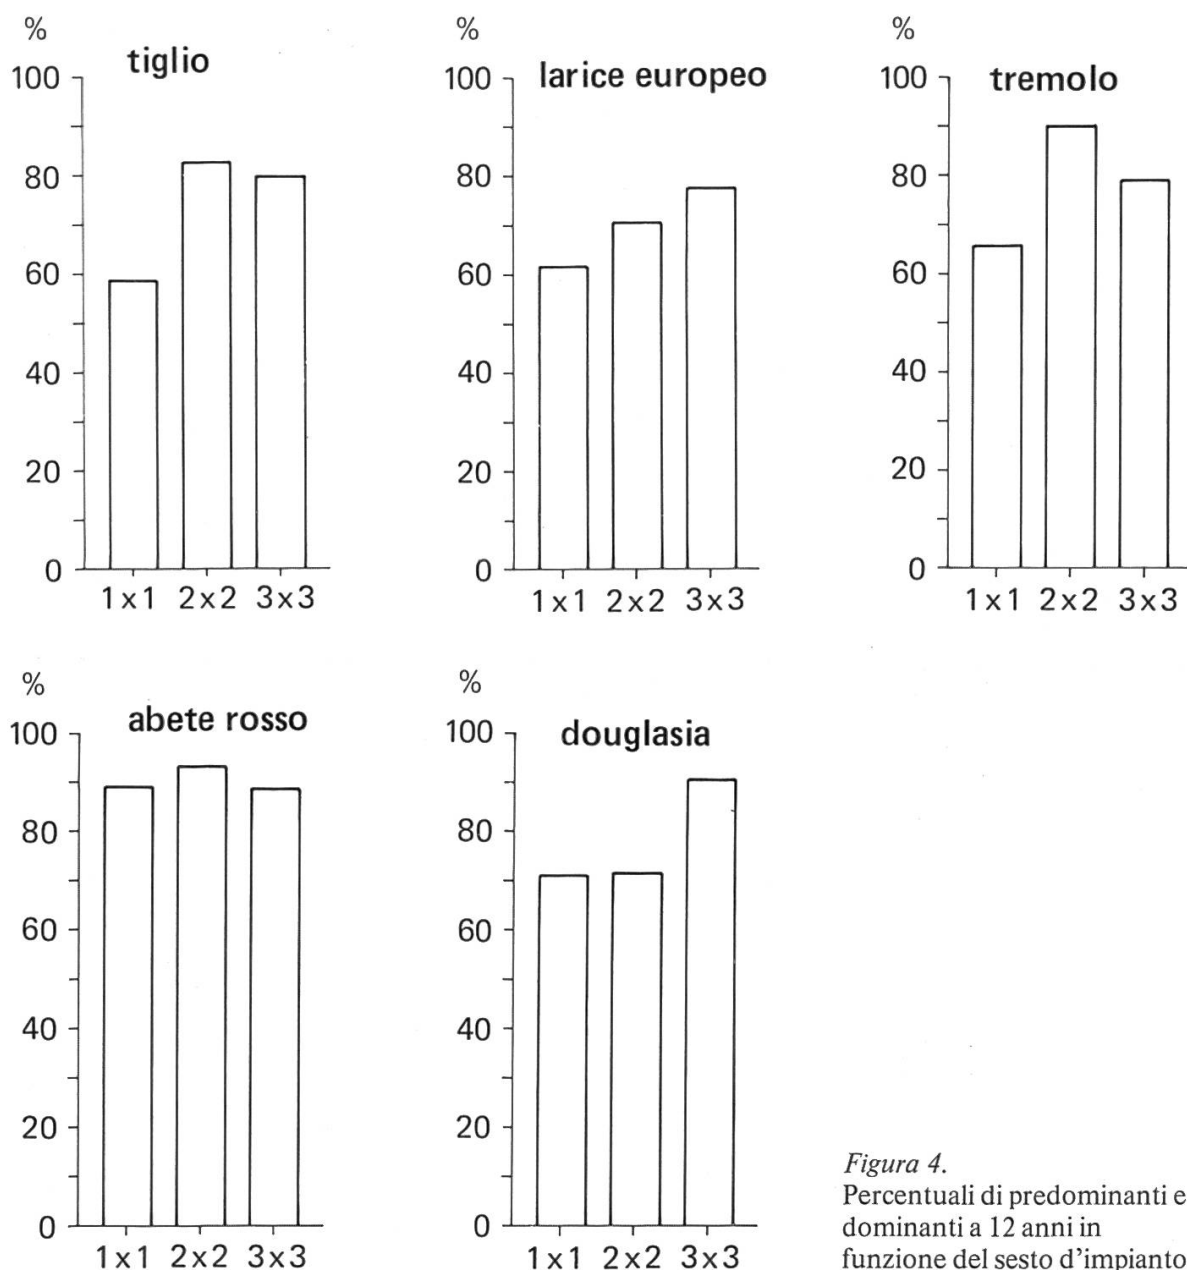 %
tiglio
100
80
60
40
20
0
1x1 2x2 3x3
%
larice europeo
100
80
60
40
20
0
1x1 2x2 3x3
%
tremolo
100
80
60
40
20
0
1x1 2x2 3x3
%
abete rosso
100
80
60
40
20
0
1x1 2x2 3x3
%
douglasia
100
80
60
40
20
0
1x1 2x2 3x3
Figura 4.
Percentuali di predominanti e
dominanti a 12 anni in
funzione del sesto d'impianto